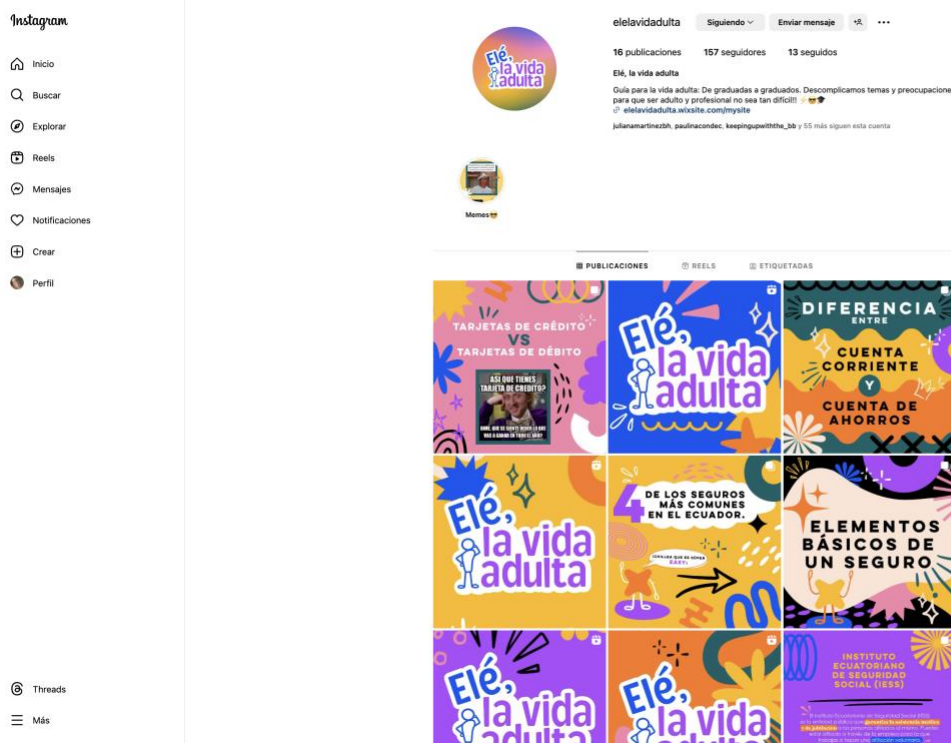 Instagram
Inicio
Buscar
Explorar
Reels
Mensajes
Notificaciones
Crear
Perfil
Threads
Más
elelavidadulta
Siguiendo
Enviar mensaje
16 publicaciones 157 seguidores 13 seguidos
Elé, la vida adulta
Guía para la vida adulta: De graduadas a graduados. Descomplicamos temas y preocupacione
para que ser adulto y profesional no sea tan difícil!!
elelavidadulta.wixsite.com/mysite
julianamartinezbh, paulinacondec, keepingupwiththe_bb y 55 más siguen esta cuenta
Elé,
la vida
adulta
Memes
PUBLICACIONES
REELS
ETIQUETADAS
TARJETAS DE CRÉDITO
VS
TARJETAS DE DÉBITO
ASÍ QUE TIENES
TARJETA DE CREDITO?
Elé,
la vida
adulta
DIFERENCIA
ENTRE
CUENTA
CORRIENTE
Y
CUENTA DE
AHORROS
Elé,
la vida
adulta
4 DE LOS SEGUROS
MÁS COMUNES
EN EL ECUADOR.
ELEMENTOS
BÁSICOS DE
UN SEGURO
Elé,
la vida
adulta
Elé,
la vida
adulta
INSTITUTO
ECUATORIANO
DE SEGURIDAD
SOCIAL (IESS)